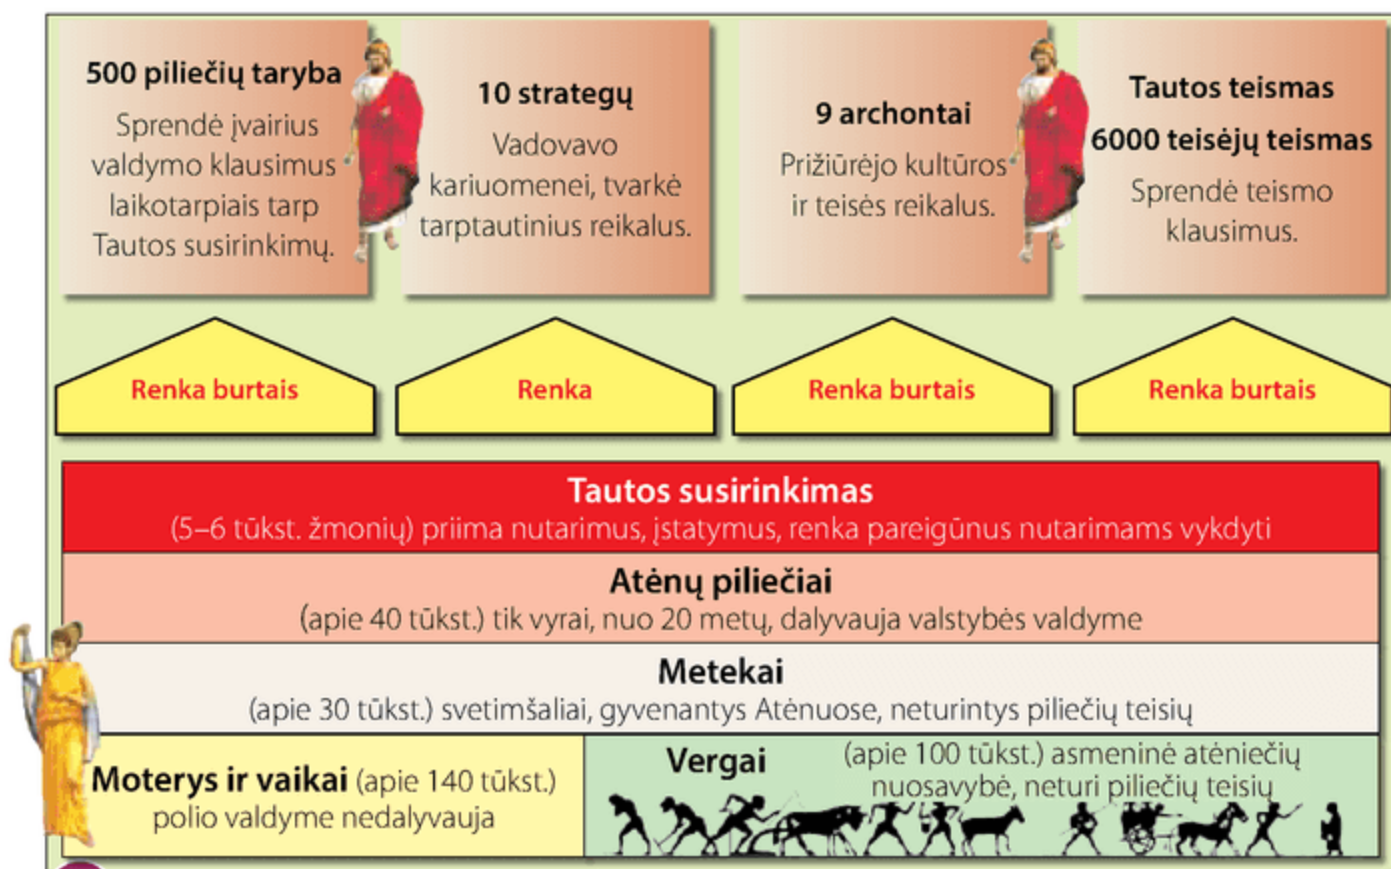 500 piliečių taryba
Sprendė įvairius
valdymo klausimus
laikotarpiais tarp
Tautos susirinkimų.
10 strategų
Vadovavo
kariuomenei, tvarkė
tarptautinius reikalus.
9 archontai
Prižiūrėjo kultūros
ir teisės reikalus.
Tautos teismas
6000 teisėjų teismas
Sprendė teismo
klausimus.
Renka burtais
Renka
Renka burtais
Renka burtais
Tautos susirinkimas
(5–6 tūkst. žmonių) priima nutarimus, įstatymus, renka pareigūnus nutarimams vykdyti
Atėnų piliečiai
(apie 40 tūkst.) tik vyrai, nuo 20 metų, dalyvauja valstybės valdyme
Metekai
(apie 30 tūkst.) svetimšaliai, gyvenantys Atėnuose, neturintys piliečių teisių
Moterys ir vaikai (apie 140 tūkst.)
polio valdyme nedalyvauja
Vergai (apie 100 tūkst.) asmeninė atėniečių
nuosavybė, neturi piliečių teisių